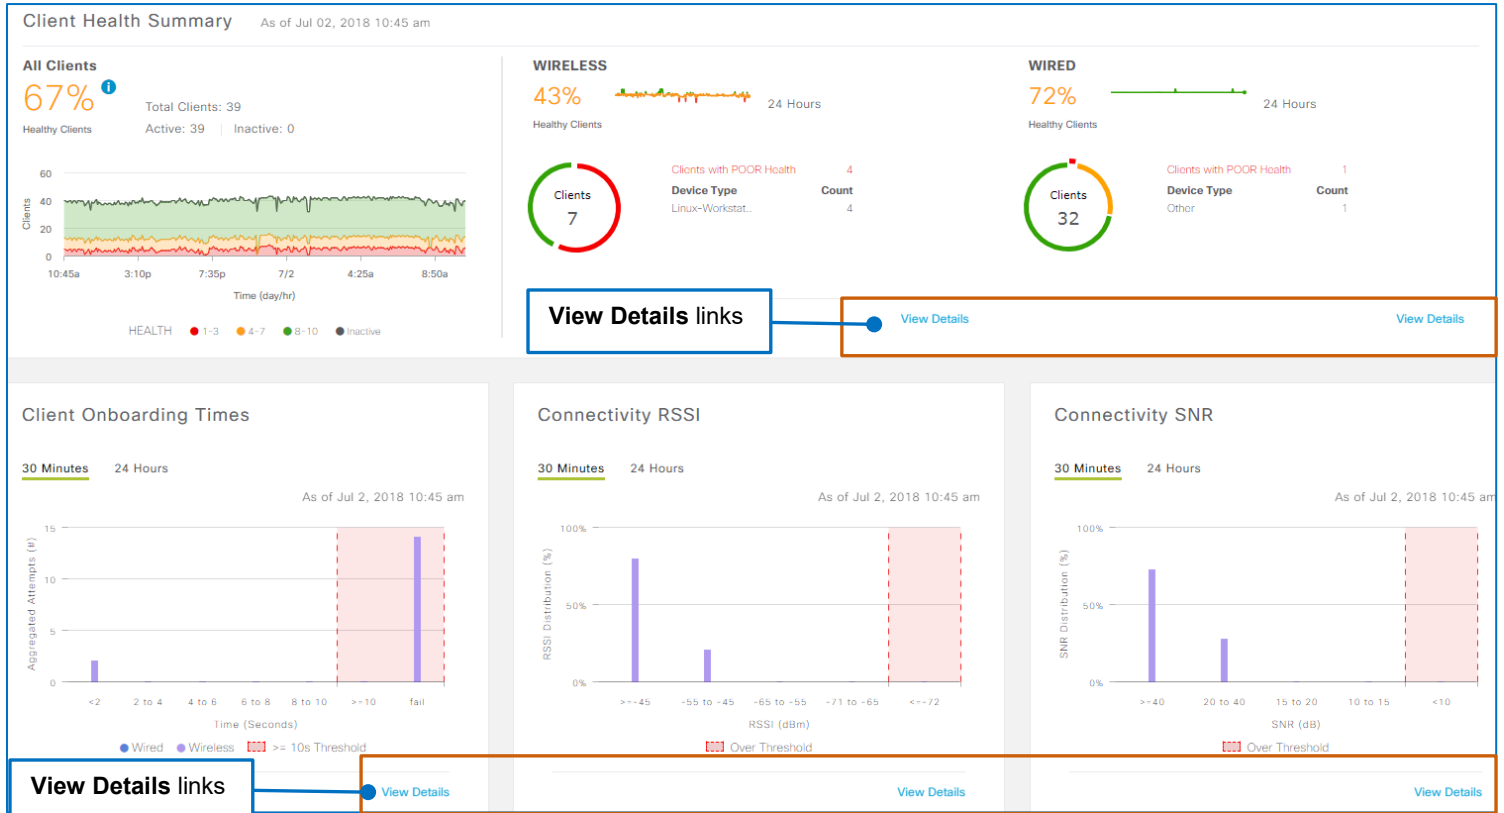 Client Health Summary As of Jul 02, 2018 10:45 am
All Clients
67% i
Healthy Clients
Total Clients: 39
Active: 39 | Inactive: 0
Clients
60
40
20
0
10:45a 3:10p 7:35p 7/2 4:25a 8:50a
Time (day/hr)
HEALTH 1-3 4-7 8-10 Inactive
WIRELESS
43% 24 Hours
Healthy Clients
Clients
7
Clients with POOR Health 4
Device Type Count
Linux-Workstat.. 4
WIRED
72% 24 Hours
Healthy Clients
Clients
32
Clients with POOR Health 1
Device Type Count
Other 1
View Details links
View Details View Details
Client Onboarding Times
30 Minutes 24 Hours
As of Jul 2, 2018 10:45 am
Aggregated Attempts (#)
15
10
5
0
<2 2 to 4 4 to 6 6 to 8 8 to 10 >=10 fail
Time (Seconds)
Wired Wireless >= 10s Threshold
View Details links
View Details
Connectivity RSSI
30 Minutes 24 Hours
As of Jul 2, 2018 10:45 am
RSSI Distribution (%)
100%
50%
0%
>=-45 -55 to -45 -65 to -55 -71 to -65 <=-72
RSSI (dBm)
Over Threshold
View Details
Connectivity SNR
30 Minutes 24 Hours
As of Jul 2, 2018 10:45 am
SNR Distribution (%)
100%
50%
0%
>=40 20 to 40 15 to 20 10 to 15 <10
SNR (dB)
Over Threshold
View Details